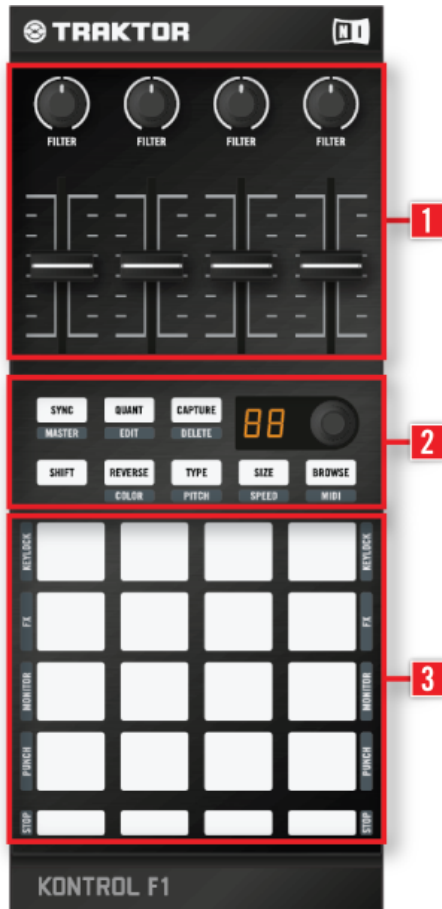 TRAKTOR NI
FILTER FILTER FILTER FILTER
1
SYNC QUANT CAPTURE 88
MASTER EDIT DELETE
2
SHIFT REVERSE TYPE SIZE BROWSE
COLOR PITCH SPEED MIDI
KEYLOCK KEYLOCK
FX FX
MONITOR MONITOR
3
PUNCH PUNCH
STOP STOP
KONTROL F1